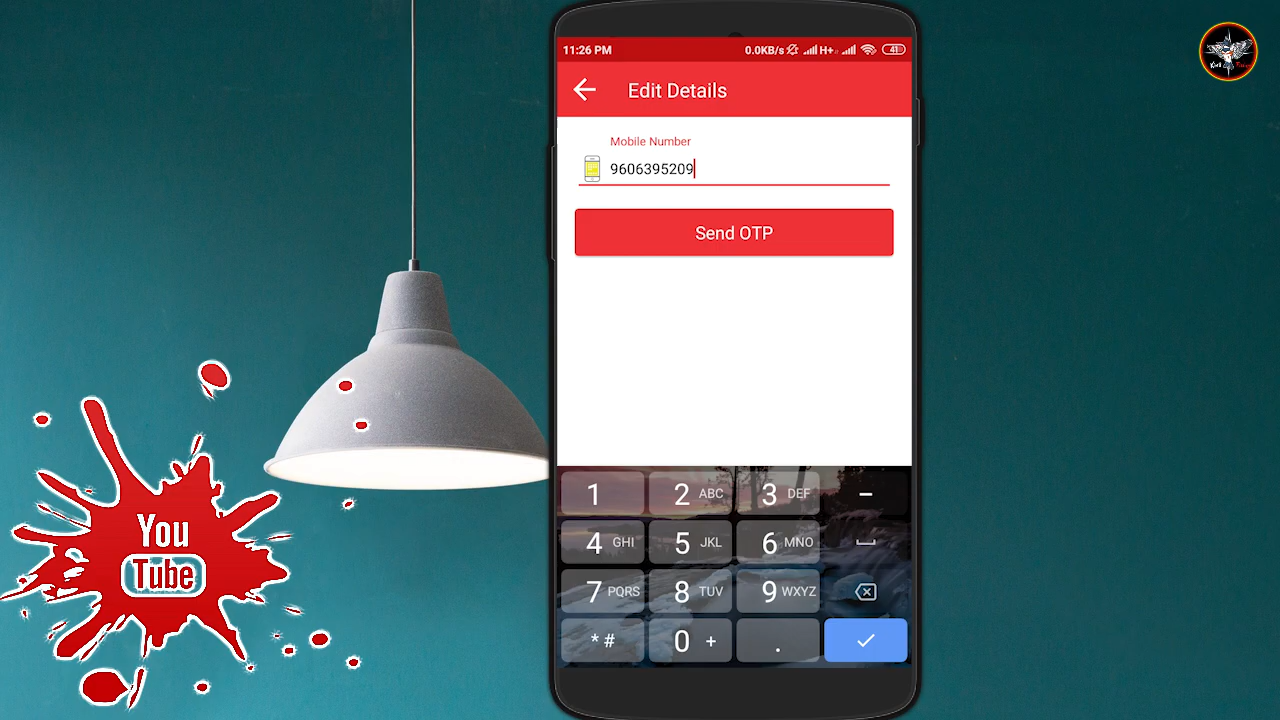 11:26 PM 0.0KB/s H+ 41
Edit Details
Mobile Number
9606395209
Send OTP
1 2 ABC 3 DEF –
4 GHI 5 JKL 6 MNO
7 PQRS 8 TUV 9 WXYZ
* # 0 + .
You
Tube